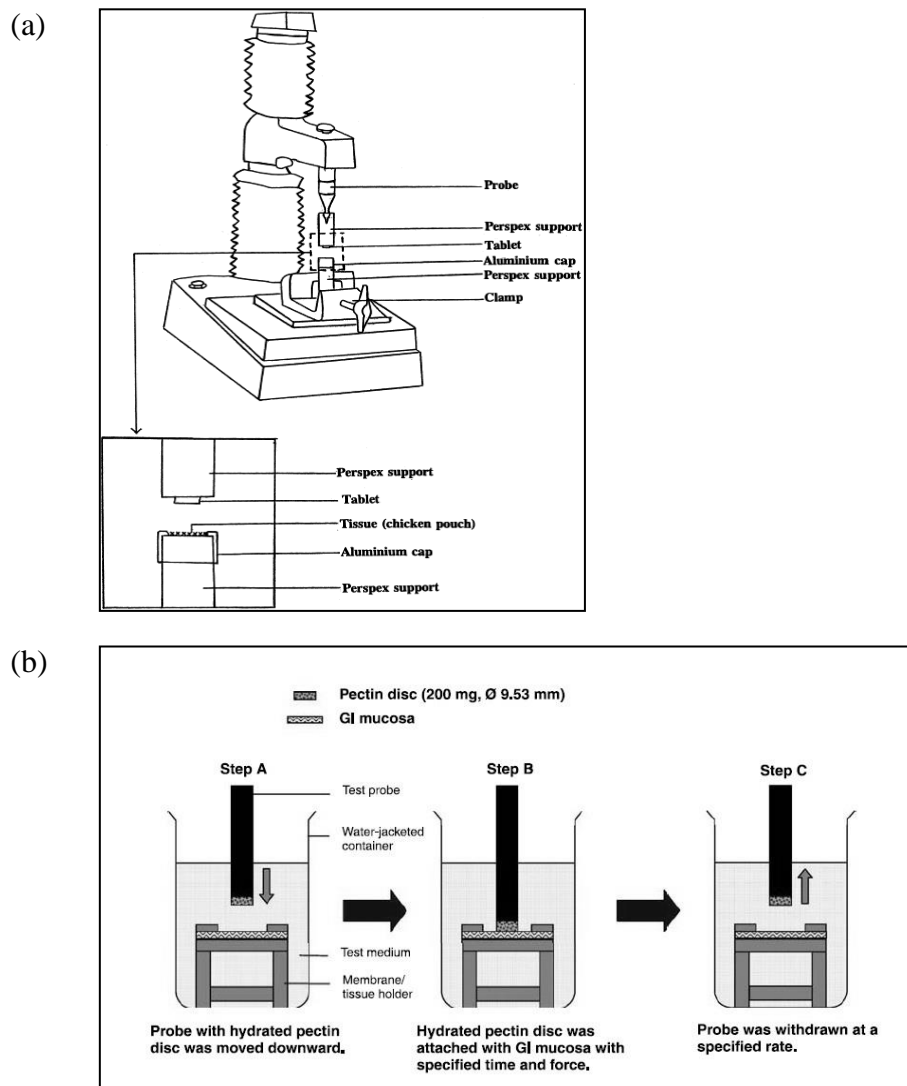 (a)
Probe
Perspex support
Tablet
Aluminium cap
Perspex support
Clamp
Perspex support
Tablet
Tissue (chicken pouch)
Aluminium cap
Perspex support
(b)
Pectin disc (200 mg, Ø 9.53 mm)
GI mucosa
Step A
Step B
Step C
Test probe
Water-jacketed
container
Test medium
Membrane/
tissue holder
Probe with hydrated pectin
disc was moved downward.
Hydrated pectin disc was
attached with GI mucosa with
specified time and force.
Probe was withdrawn at a
specified rate.